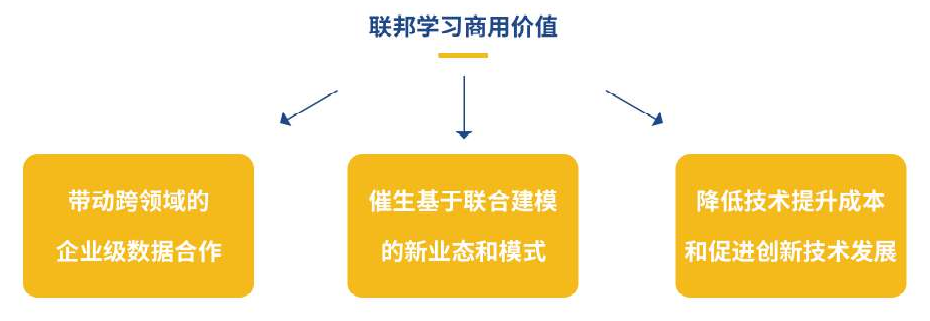 联邦学习商用价值
带动跨领域的
企业级数据合作
催生基于联合建模
的新业态和模式
降低技术提升成本
和促进创新技术发展